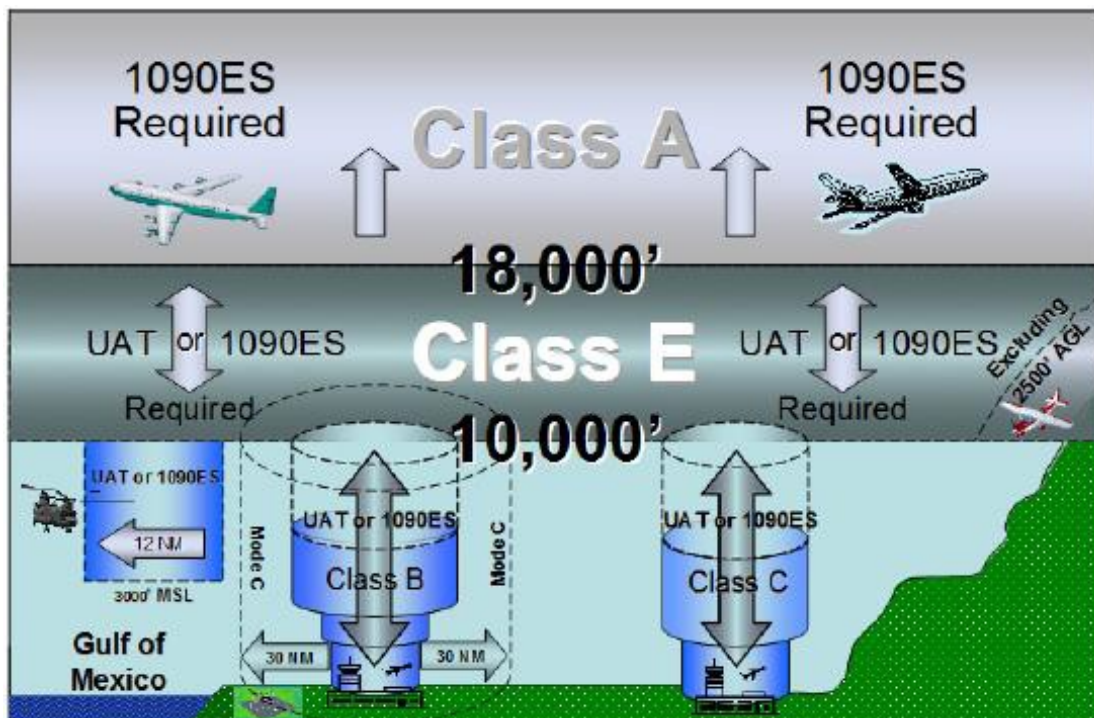 1090ES
Required
1090ES
Required
Class A
18,000’
UAT or 1090ES
Required
Class E
UAT or 1090ES
Required
Excluding
2500’ AGL
10,000’
UAT or 1090ES
12 NM
3000’ MSL
Gulf of
Mexico
Mode C
UAT or 1090ES
Class B
Mode C
30 NM
30 NM
UAT or 1090ES
Class C